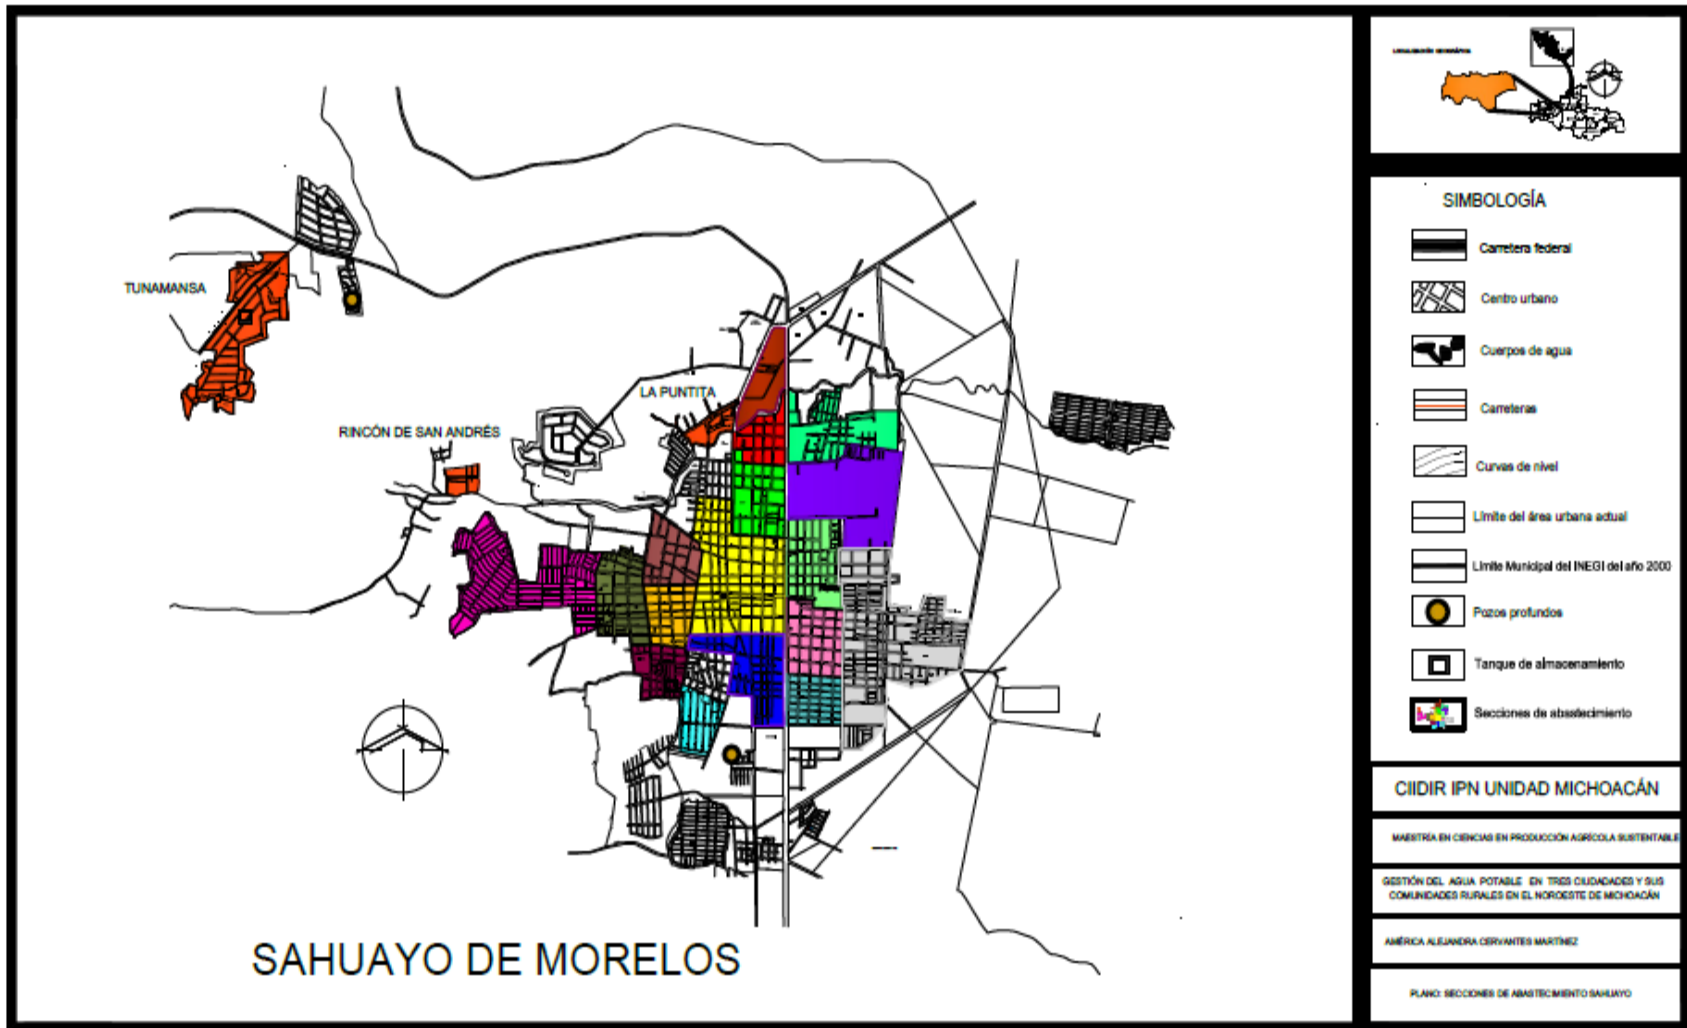 TUNAMANSA
LA PUNTITA
RINCÓN DE SAN ANDRÉS
SAHUAYO DE MORELOS
LOCALIZACIÓN GEOGRÁFICA
SIMBOLOGÍA
Carretera federal
Centro urbano
Cuerpos de agua
Carreteras
Curvas de nivel
Límite del área urbana actual
Límite Municipal del INEGI del año 2000
Pozos profundos
Tanque de almacenamiento
Secciones de abastecimiento
CIIDIR IPN UNIDAD MICHOACÁN
MAESTRÍA EN CIENCIAS EN PRODUCCIÓN AGRÍCOLA SUSTENTABLE
GESTIÓN DEL AGUA POTABLE EN TRES CIUDADADES Y SUS
COMUNIDADES RURALES EN EL NOROESTE DE MICHOACÁN
AMÉRICA ALEJANDRA CERVANTES MARTÍNEZ
PLANO: SECCIONES DE ABASTECIMIENTO SAHUAYO